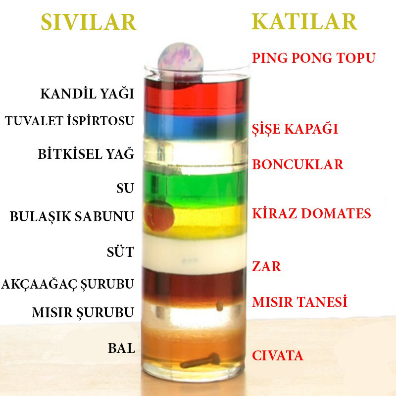 SIVILAR
KATILAR
PING PONG TOPU
KANDİL YAĞI
TUVALET İSPİRTOSU
ŞİŞE KAPAĞI
BİTKİSEL YAĞ
BONCUKLAR
SU
BULAŞIK SABUNU
KİRAZ DOMATES
SÜT
ZAR
AKÇAAĞAÇ ŞURUBU
MISIR TANESİ
MISIR ŞURUBU
BAL
CIVATA